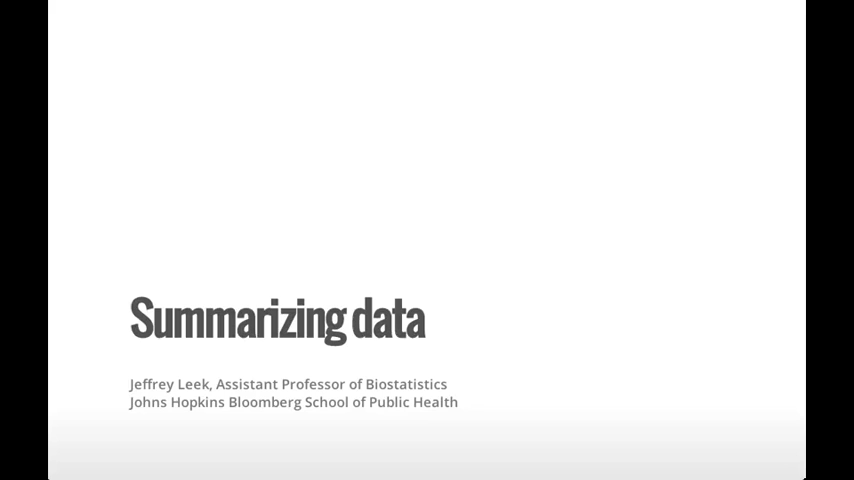 Summarizing data
Jeffrey Leek, Assistant Professor of Biostatistics
Johns Hopkins Bloomberg School of Public Health